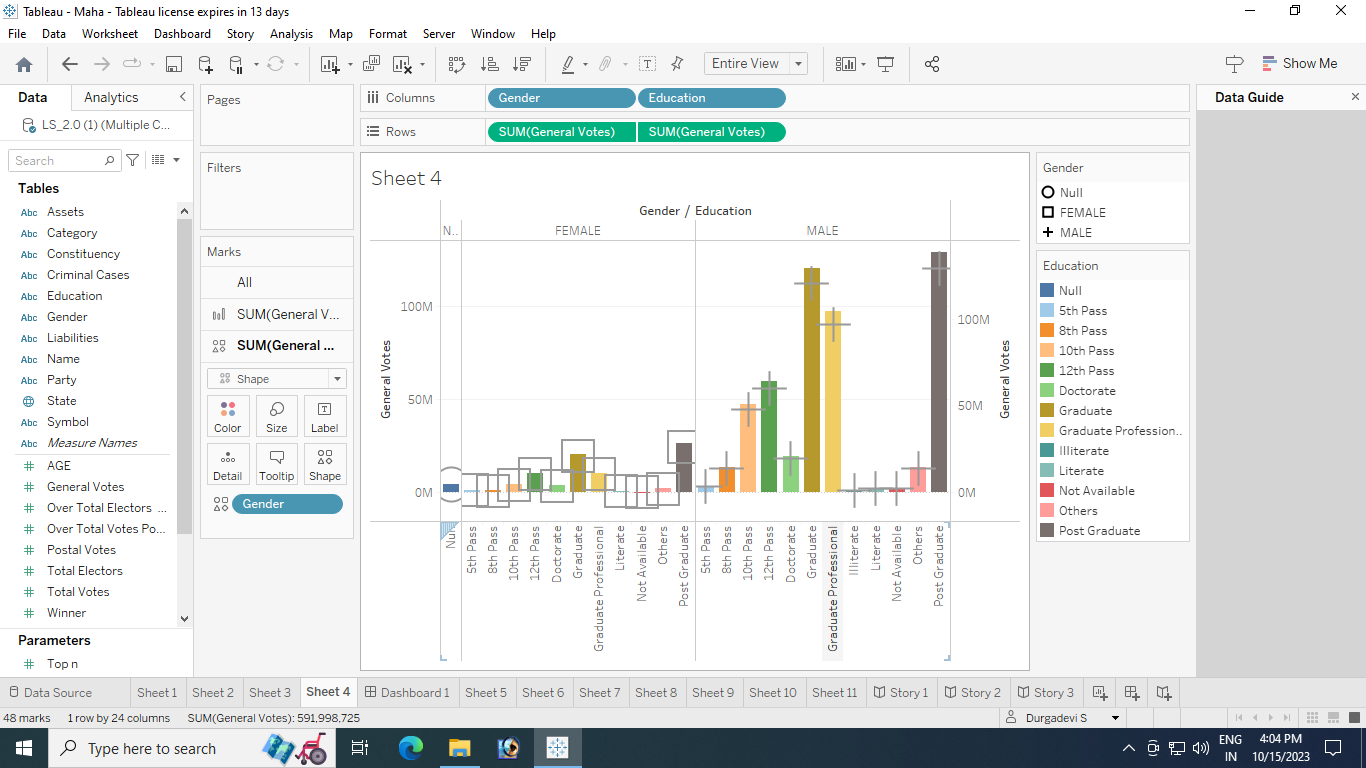 Tableau - Maha - Tableau license expires in 13 days
File Data Worksheet Dashboard Story Analysis Map Format Server Window Help
Entire View
Show Me
Data Analytics
LS_2.0 (1) (Multiple C...
Search
Tables
Abc Assets
Abc Category
Abc Constituency
Abc Criminal Cases
Abc Education
Abc Gender
Abc Liabilities
Abc Name
Abc Party
State
Abc Symbol
Abc Measure Names
# AGE
# General Votes
# Over Total Electors ...
# Over Total Votes Po...
# Postal Votes
# Total Electors
# Total Votes
# Winner
Parameters
# Top n
Pages
Filters
Marks
All
SUM(General V...
SUM(General ...
Shape
Color Size Label
Detail Tooltip Shape
Gender
Columns Gender Education
Rows SUM(General Votes) SUM(General Votes)
Sheet 4
Gender / Education
N.. FEMALE MALE
General Votes
100M
50M
0M
General Votes
100M
50M
0M
Nul
5th Pass
8th Pass
10th Pass
12th Pass
Doctorate
Graduate
Graduate Professional
Literate
Not Available
Others
Post Graduate
5th Pass
8th Pass
10th Pass
12th Pass
Doctorate
Graduate
Graduate Professional
Illiterate
Literate
Not Available
Others
Post Graduate
Gender
Null
FEMALE
MALE
Education
Null
5th Pass
8th Pass
10th Pass
12th Pass
Doctorate
Graduate
Graduate Profession..
Illiterate
Literate
Not Available
Others
Post Graduate
Data Guide
Data Source Sheet 1 Sheet 2 Sheet 3 Sheet 4 Dashboard 1 Sheet 5 Sheet 6 Sheet 7 Sheet 8 Sheet 9 Sheet 10 Sheet 11 Story 1 Story 2 Story 3
48 marks 1 row by 24 columns SUM(General Votes): 591,998,725
Durgadevi S
Type here to search
ENG
IN
4:04 PM
10/15/2023